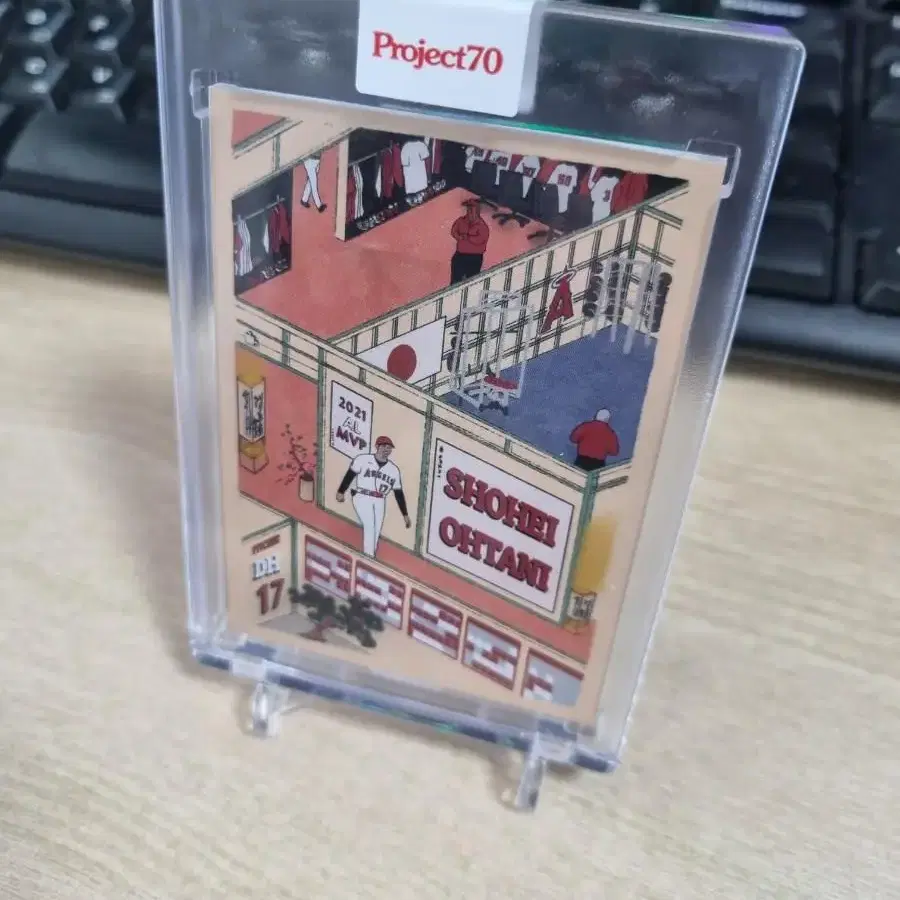 Project70
2021
AL
MVP
ANGELS
17
SHOHEI
OHTANI
DH
17